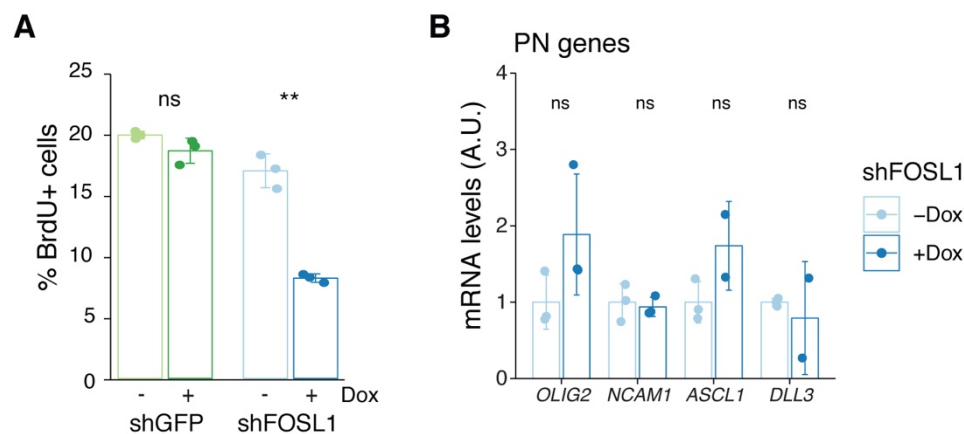 A
% BrdU+ cells
25
20
15
10
5
0
ns
**
- + - + Dox
shGFP shFOSL1
B
PN genes
mRNA levels (A.U.)
4
3
2
1
0
ns ns ns ns
OLIG2 NCAM1 ASCL1 DLL3
shFOSL1
–Dox
+Dox